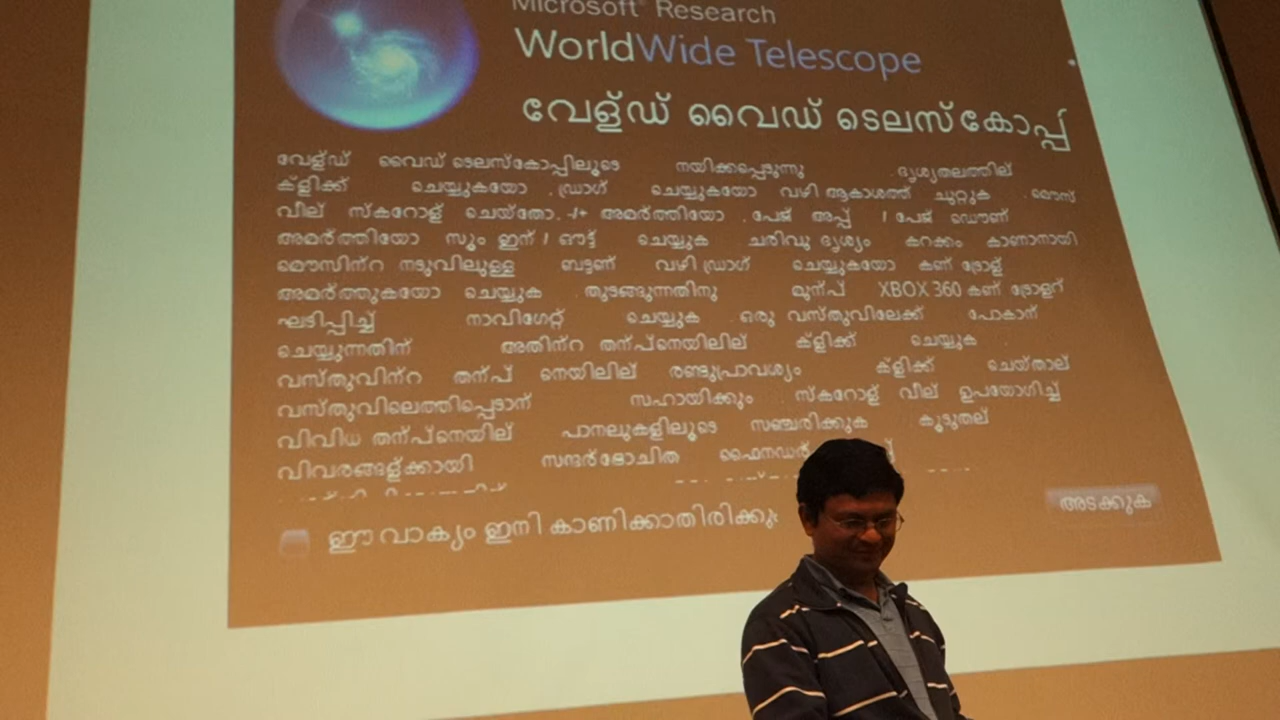 Microsoft® Research
WorldWide Telescope
വേള്ഡ് വൈഡ് ടെലസ്കോപ്പ്
വേള്ഡ് വൈഡ് ടെലസ്കോപ്പിലൂടെ നയിക്കപ്പെടുന്നു ദൃശ്യതലത്തില്
ക്ളിക്ക് ചെയ്യുകയോ ,ഡ്രാഗ് ചെയ്യുകയോ വഴി ആകാശത്ത് ചുറ്റുക മൌസ്
വീല് സ്കറോള് ചെയ്തോ, -/+ അമര്ത്തിയോ ,പേജ് അപ്പ് / പേജ് ഡൌണ്
അമര്ത്തിയോ സൂം ഇന് / ഔട്ട് ചെയ്യുക ചരിവു ദൃശ്യം കറക്കം കാണാനായി
മൌസിന്റ നടുവിലുള്ള ബട്ടണ് വഴി ഡ്രാഗ് ചെയ്യുകയോ കണ് ട്രോള്
അമര്ത്തുകയോ ചെയ്യുക തുടങ്ങുന്നതിനു മുന്പ് XBOX 360 കണ് ട്രോളറ്
ഘടിപ്പിച്ച് നാവിഗേറ്റ് ചെയ്യുക ഒരു വസ്തുവിലേക്ക് പോകാന്
ചെയ്യുന്നതിന് അതിന്റ തന്പ്നെയിലില് ക്ളിക്ക് ചെയ്യുക
വസ്തുവിന്റ തന്പ് നെയിലില് രണ്ടുപ്രാവശ്യം ക്ളിക്ക് ചെയ്താല്
വസ്തുവിലെത്തിപ്പെടാന് സഹായിക്കും സ്കറോള് വീല് ഉപയോഗിച്ച്
വിവിധ തന്പ്നെയില് പാനലുകളിലൂടെ സഞ്ചരിക്കുക കൂടുതല്
വിവരങ്ങള്ക്കായി സന്ദര്ഭോചിത ഫൈനഡര്
ഈ വാക്യം ഇനി കാണിക്കാതിരിക്കുക
അടക്കുക